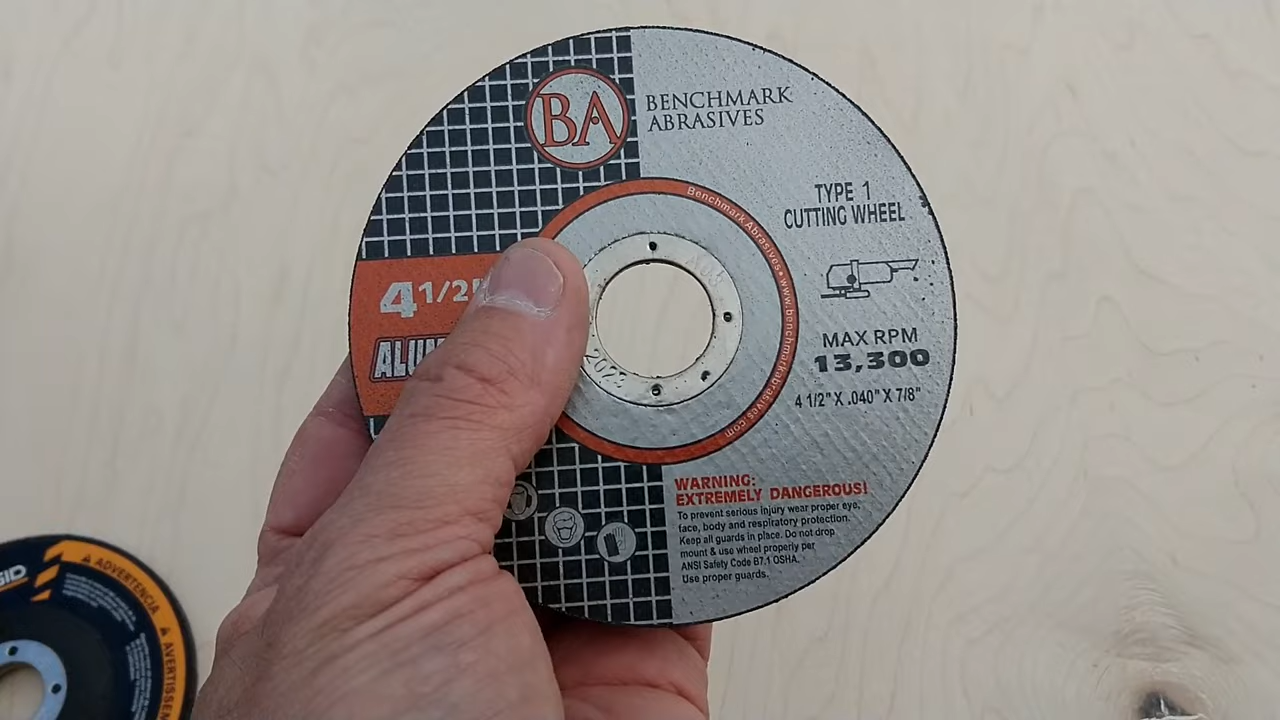 BA
BENCHMARK
ABRASIVES
TYPE 1
CUTTING WHEEL
Benchmark Abrasives • www.benchmarkabrasives.com
4 1/2"
MAX RPM
13,300
4 1/2" X .040" X 7/8"
WARNING:
EXTREMELY DANGEROUS!
To prevent serious injury wear proper eye,
face, body and respiratory protection.
Keep all guards in place. Do not drop
mount & use wheel properly per
ANSI Safety Code B7.1 OSHA.
Use proper guards.
ADVERTENCIA